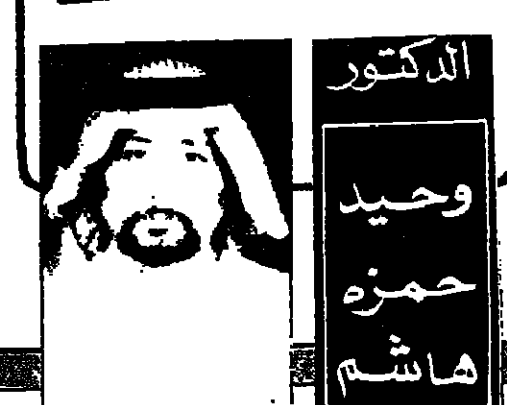 الدكتور
وحيد
حمزه
هاشم